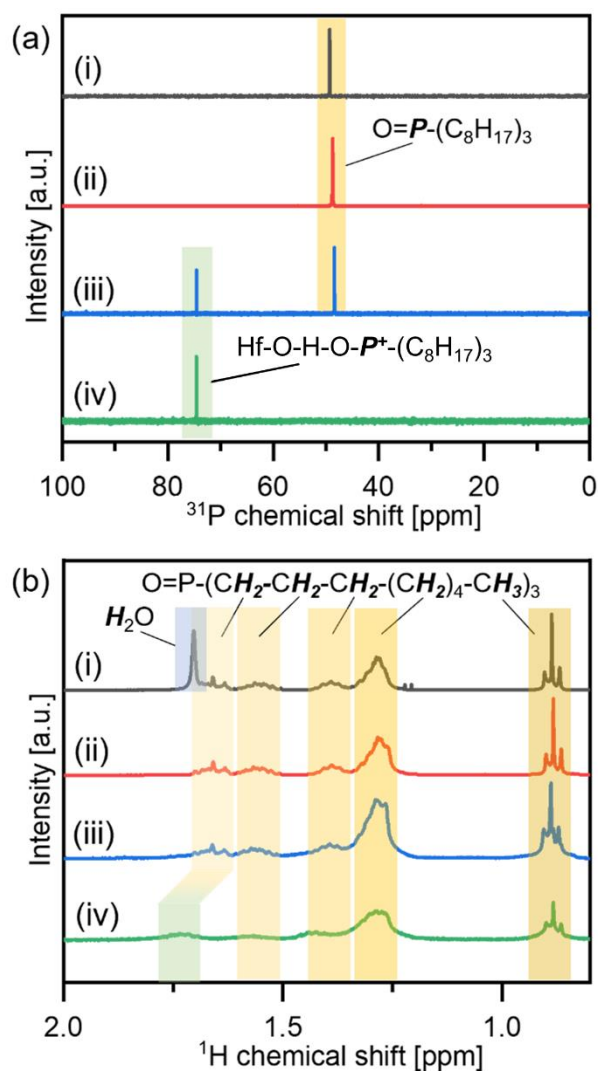 (a)
(i)
O=P-(C₈H₁₇)₃
(ii)
(iii)
Hf-O-H-O-P⁺-(C₈H₁₇)₃
(iv)
Intensity [a.u.]
100 80 60 40 20 0
³¹P chemical shift [ppm]
(b)
O=P-(CH₂-CH₂-CH₂-(CH₂)₄-CH₃)₃
H₂O
(i)
(ii)
(iii)
(iv)
Intensity [a.u.]
2.0 1.5 1.0
¹H chemical shift [ppm]